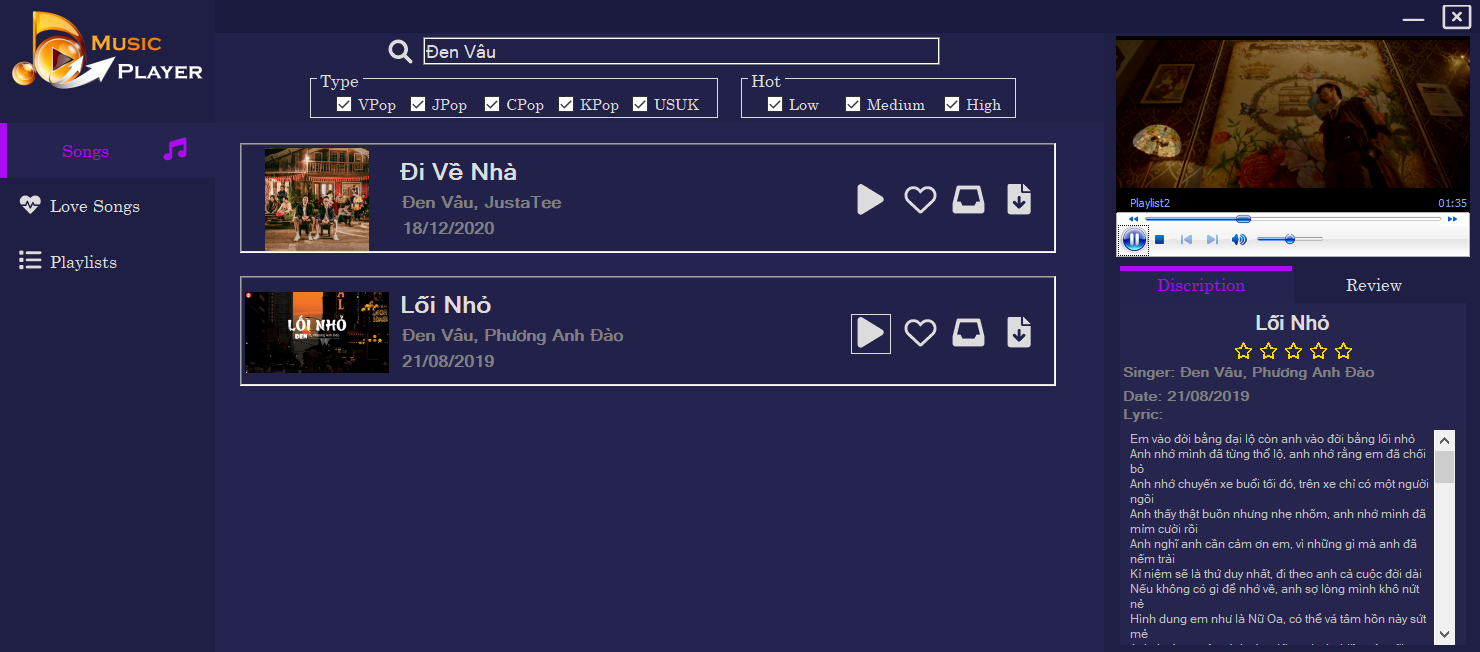 MUSIC
PLAYER
Đen Vâu
Type
VPop JPop CPop KPop USUK
Hot
Low Medium High
Songs
Love Songs
Playlists
Đi Về Nhà
Đen Vâu, JustaTee
18/12/2020
LỐI NHỎ
ĐEN
Lối Nhỏ
Đen Vâu, Phương Anh Đào
21/08/2019
Playlist2 01:35
Discription Review
Lối Nhỏ
Singer: Đen Vâu, Phương Anh Đào
Date: 21/08/2019
Lyric:
Em vào đời bằng đại lộ còn anh vào đời bằng lối nhỏ
Anh nhớ mình đã từng thổ lộ, anh nhớ rằng em đã chối
bỏ
Anh nhớ chuyến xe buổi tối đó, trên xe chỉ có một người
ngồi
Anh thấy thật buồn nhưng nhẹ nhõm, anh nhớ mình đã
mỉm cười rồi
Anh nghĩ anh cần cảm ơn em, vì những gì mà anh đã
nếm trải
Kỉ niệm sẽ là thứ duy nhất, đi theo anh cả cuộc đời dài
Nếu không có gì để nhớ về, anh sợ lòng mình khô nứt
nẻ
Hình dung em như là Nữ Oa, có thể vá tâm hồn này sứt
mẻ